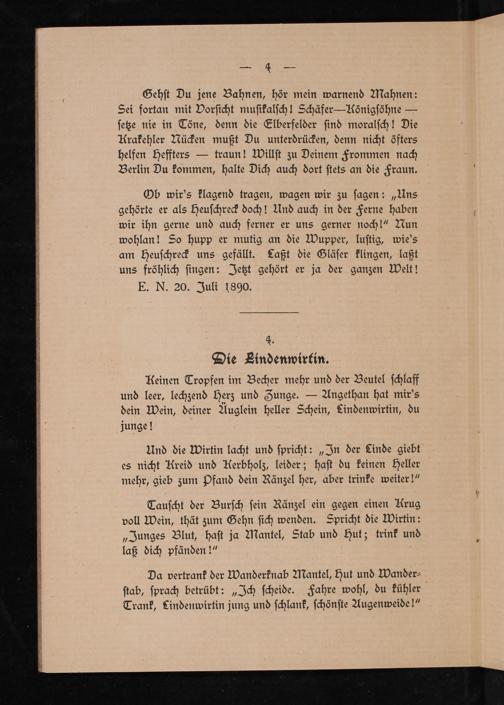 — 4 —
Gehst Du jene Bahnen, hör mein warnend Mahnen:
Sei fortan mit Vorsicht musikalsch! Schäfer—Königsöhne —
setze nie in Töne, denn die Elberfelder sind moralsch! Die
Krakehler Nücken mußt Du unterdrücken, denn nicht öfters
helfen Heffters — traun! Willst zu Deinem Frommen nach
Berlin Du kommen, halte Dich auch dort stets an die Fraun.
Ob wir's klagend tragen, wagen wir zu sagen: „Uns
gehörte er als Heuschreck doch! Und auch in der Ferne haben
wir ihn gerne und auch ferner er uns gerner noch!" Nun
wohlan! So hupp er mutig an die Wupper, lustig, wie's
am Heuschreck uns gefällt. Laßt die Gläser klingen, laßt
uns fröhlich singen: Jetzt gehört er ja der ganzen Welt!
E. N. 20. Juli 1890.
4.
Die Lindenwirtin.
Keinen Tropfen im Becher mehr und der Beutel schlaff
und leer, lechzend Herz und Zunge. — Angethan hat mir's
dein Wein, deiner Äuglein heller Schein, Lindenwirtin, du
junge!
Und die Wirtin lacht und spricht: „In der Linde giebt
es nicht Kreid und Kerbholz, leider; hast du keinen Heller
mehr, gieb zum Pfand dein Ränzel her, aber trinke weiter!"
Tauscht der Bursch sein Ränzel ein gegen einen Krug
voll Wein, thät zum Gehn sich wenden. Spricht die Wirtin:
„Junges Blut, hast ja Mantel, Stab und Hut; trink und
laß dich pfänden!"
Da vertrank der Wanderknab Mantel, Hut und Wander-
stab, sprach betrübt: „Ich scheide. Fahre wohl, du kühler
Trank, Lindenwirtin jung und schlank, schönste Augenweide!"